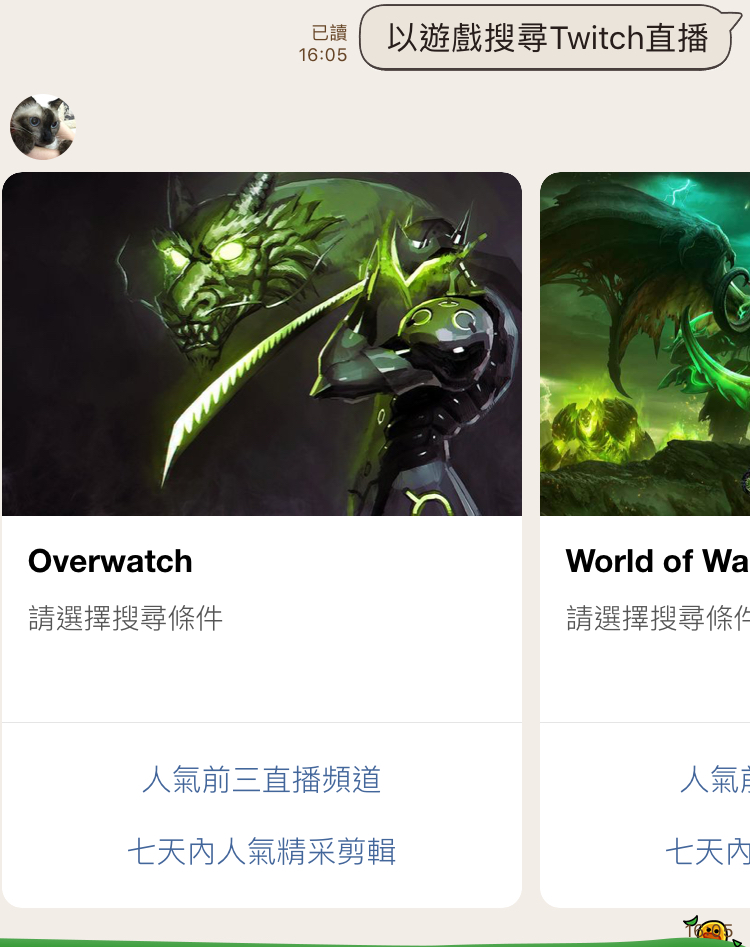 以遊戲搜尋Twitch直播
已讀
16:05
Overwatch
請選擇搜尋條件
人氣前三直播頻道
七天內人氣精采剪輯
World of Wa
請選擇搜尋條件
人氣前
七天內